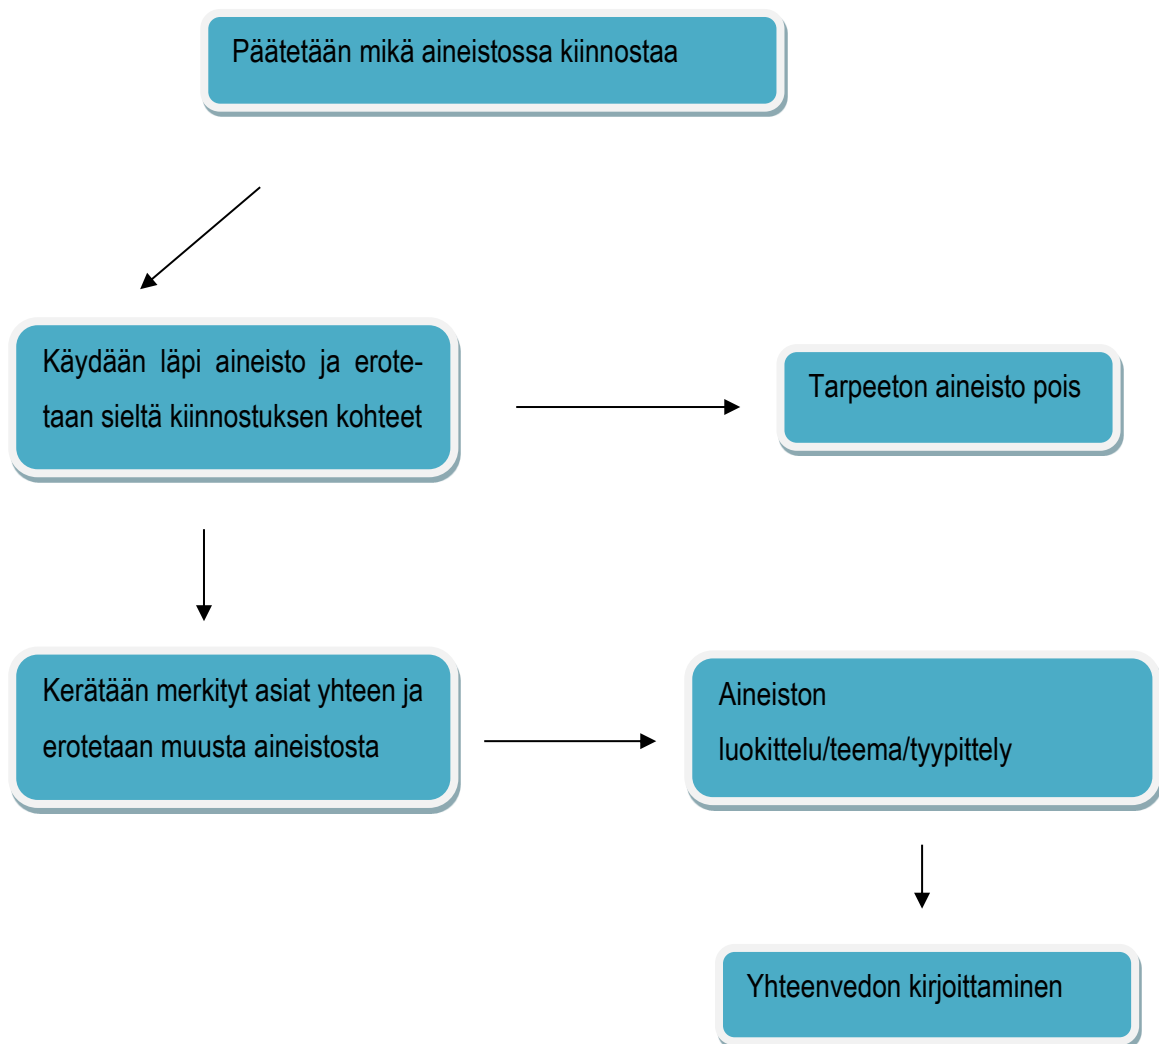 Päätetään mikä aineistossa kiinnostaa
Käydään läpi aineisto ja erote-
taan sieltä kiinnostuksen kohteet
Tarpeeton aineisto pois
Kerätään merkityt asiat yhteen ja
erotetaan muusta aineistosta
Aineiston
luokittelu/teema/tyypittely
Yhteenvedon kirjoittaminen